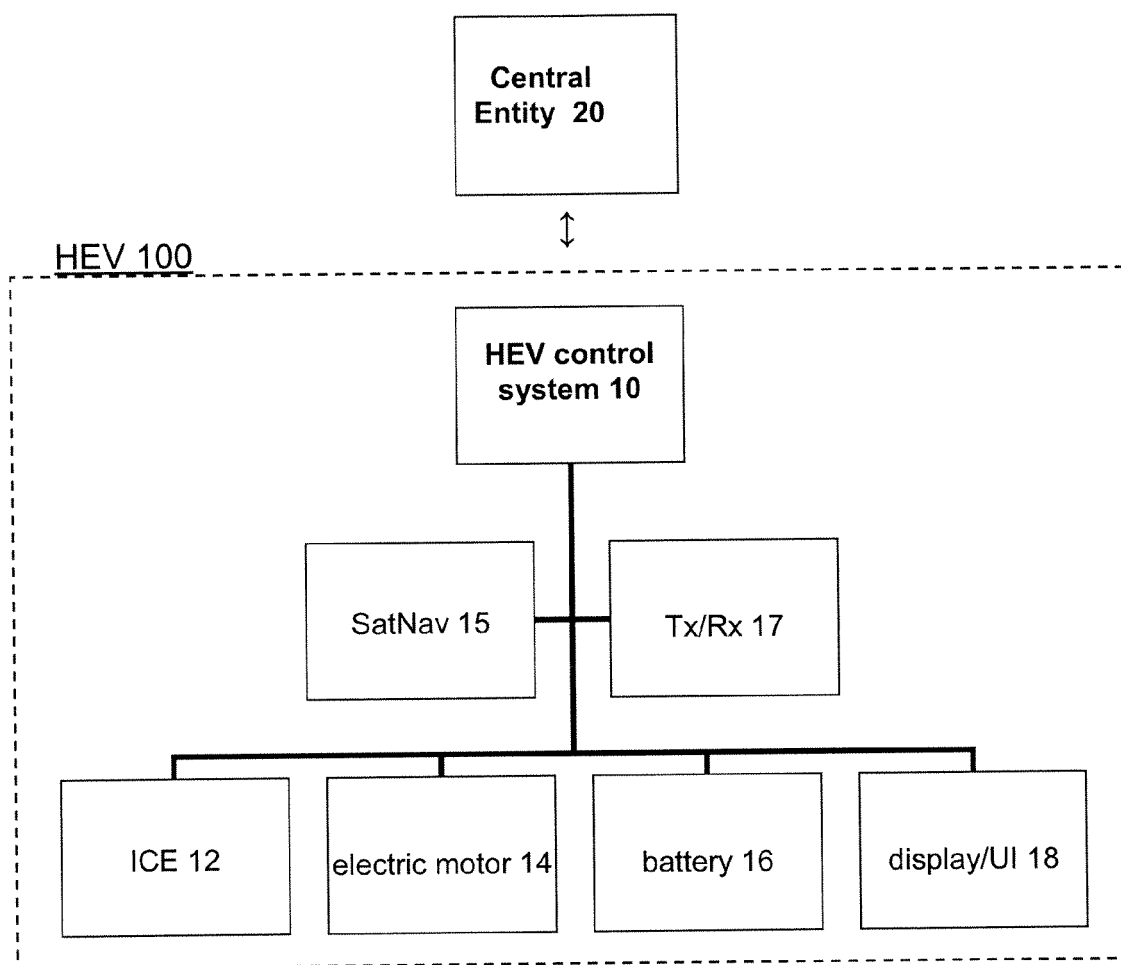 Central
Entity 20
↕
HEV 100
HEV control
system 10
SatNav 15
Tx/Rx 17
ICE 12
electric motor 14
battery 16
display/UI 18